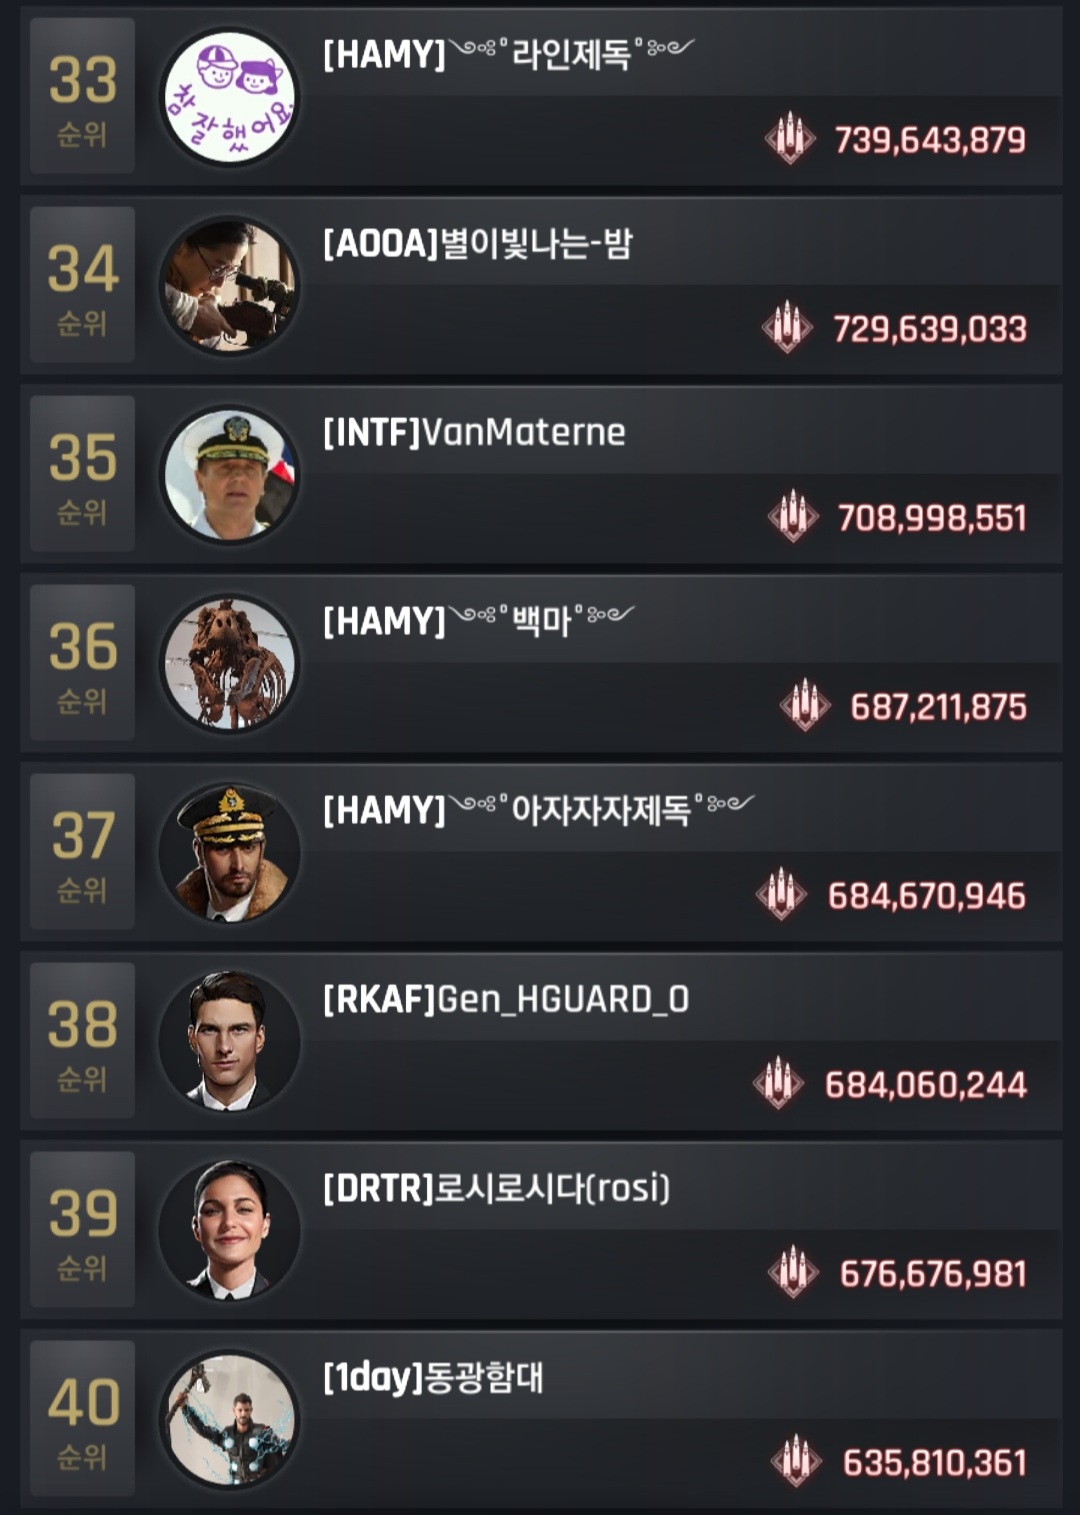 33
순위
참 잘했어요
[HAMY]༺ৡۣۜ͜͡라인제독
739,643,879
34
순위
[AOOA]별이빛나는-밤
729,639,033
35
순위
[INTF]VanMaterne
708,998,551
36
순위
[HAMY]백마
687,211,875
37
순위
[HAMY]아자자자제독
684,670,946
38
순위
[RKAF]Gen_HGUARD_O
684,060,244
39
순위
[DRTR]로시로시다(rosi)
676,676,981
40
순위
[1day]동광함대
635,810,361